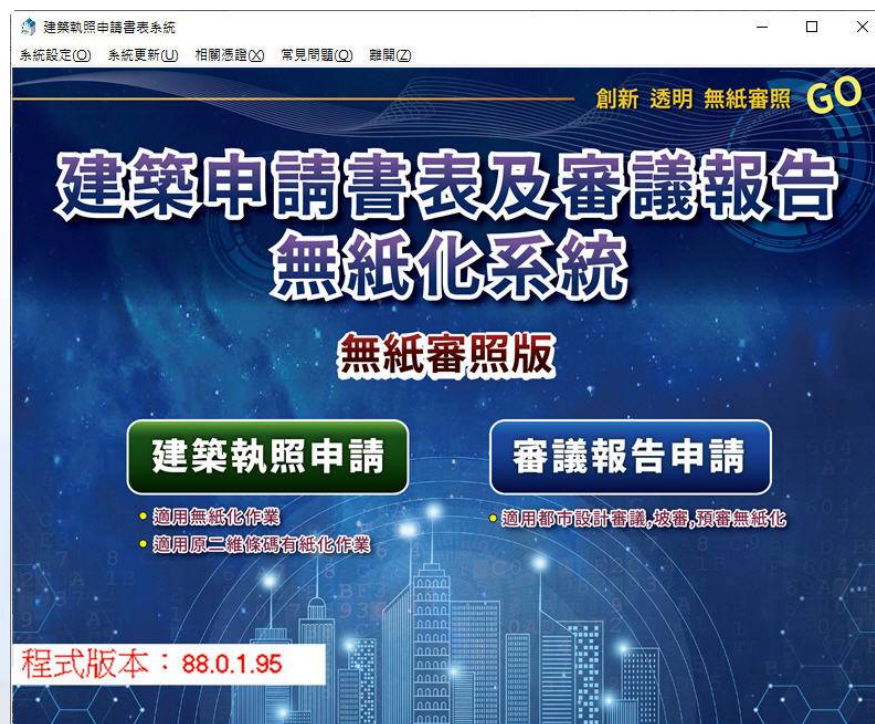 建築執照申請書表系統
系統設定(O) 系統更新(U) 相關憑證(X) 常見問題(Q) 離開(Z)
創新 透明 無紙審照 GO
建築申請書表及審議報告
無紙化系統
無紙審照版
建築執照申請
審議報告申請
• 適用無紙化作業
• 適用原二維條碼有紙化作業
• 適用都市設計審議,坡審,預審無紙化
程式版本：88.0.1.95